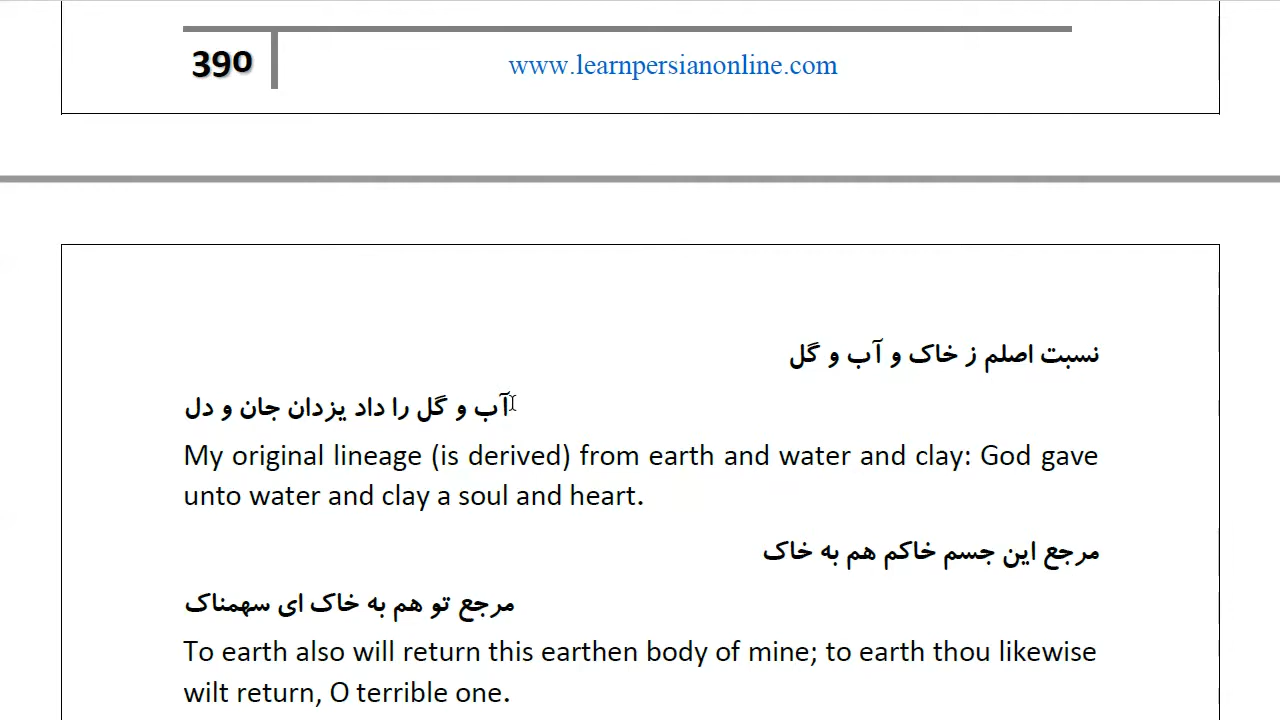 390
www.learnpersianonline.com
نسبت اصلم ز خاک و آب و گل
آب و گل را داد یزدان جان و دل
My original lineage (is derived) from earth and water and clay: God gave
unto water and clay a soul and heart.
مرجع این جسم خاکم هم به خاک
مرجع تو هم به خاک ای سهمناک
To earth also will return this earthen body of mine; to earth thou likewise
wilt return, O terrible one.